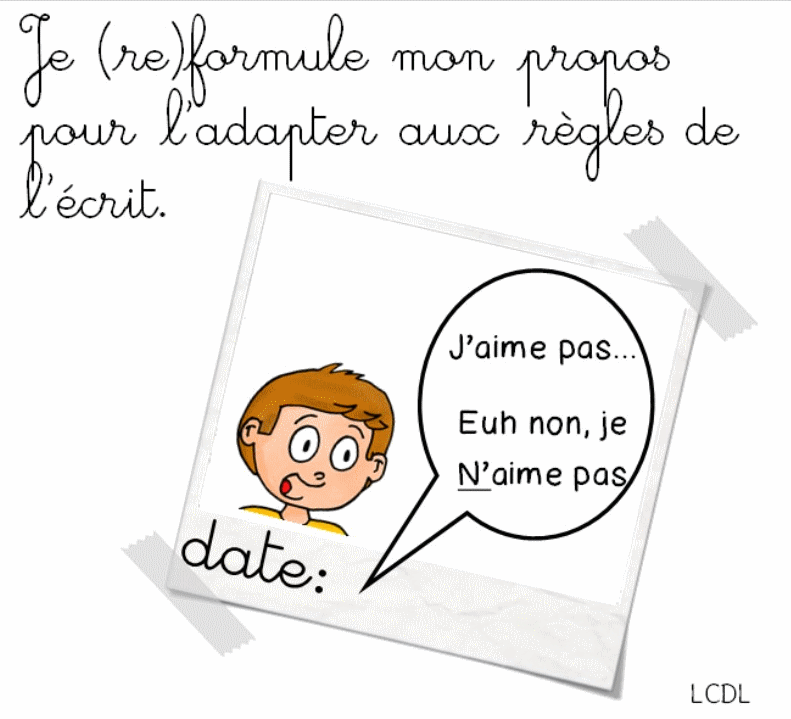 Je (re)formule mon propos
pour l'adapter aux règles de
l'écrit.
J'aime pas...
Euh non, je
N'aime pas
date:
LCDL